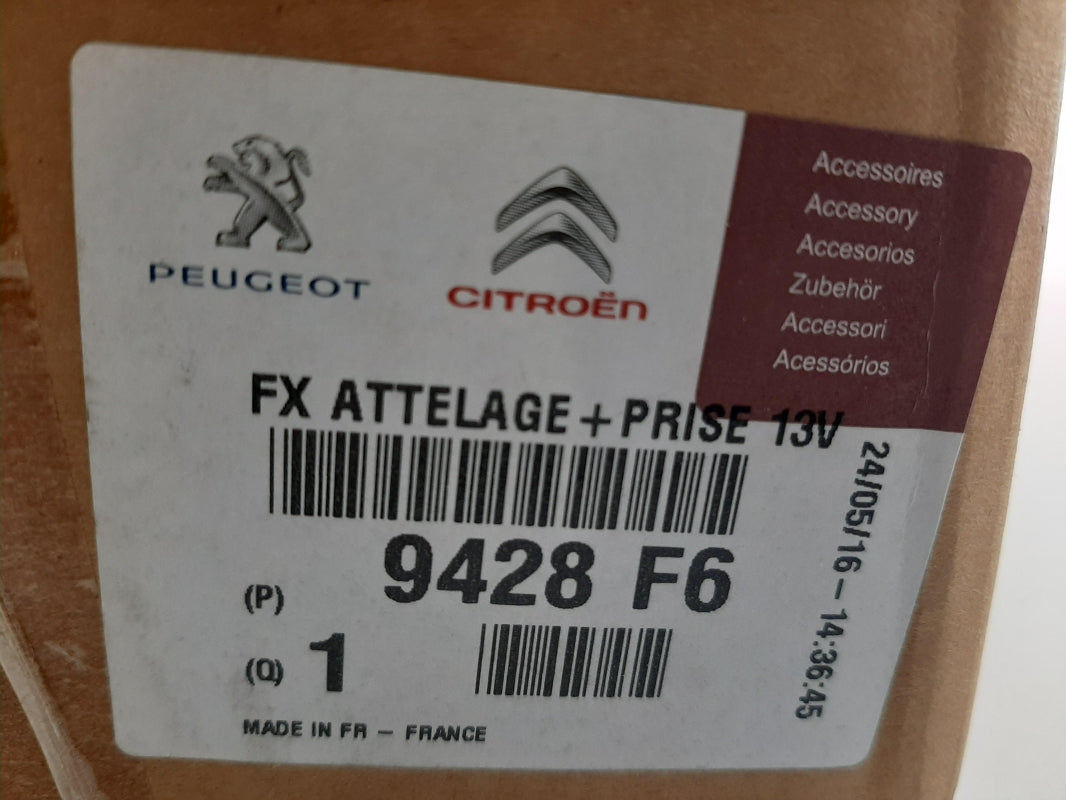 PEUGEOT
CITROËN
Accessoires
Accessory
Accesorios
Zubehör
Accessori
Acessórios
FX ATTELAGE+PRISE 13V
24/05/16-14:36:45
(P) 9428 F6
(Q) 1
MADE IN FR - FRANCE